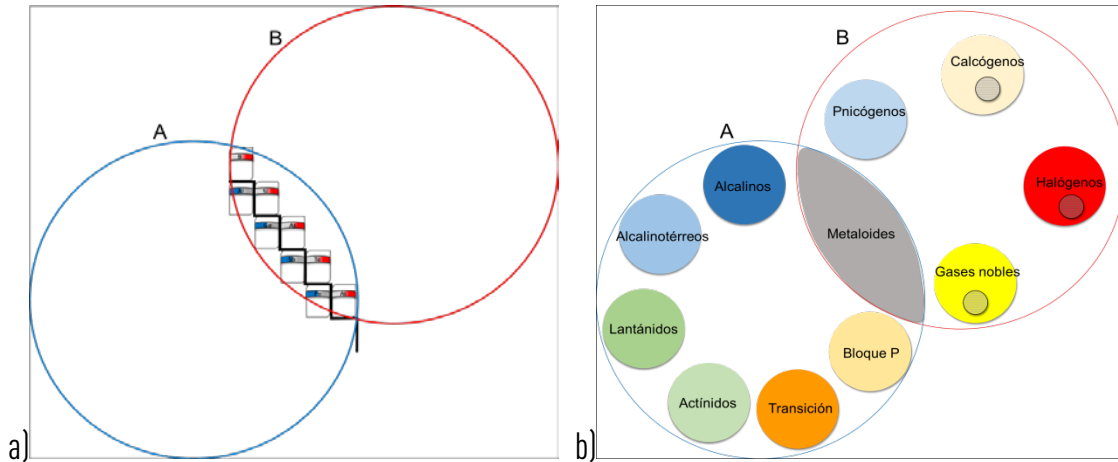 B
A
a)
B
Calcógenos
Pnicógenos
A
Alcalinos
Halógenos
Alcalinotérreos
Metaloides
Gases nobles
Lantánidos
Bloque P
Actínidos
Transición
b)